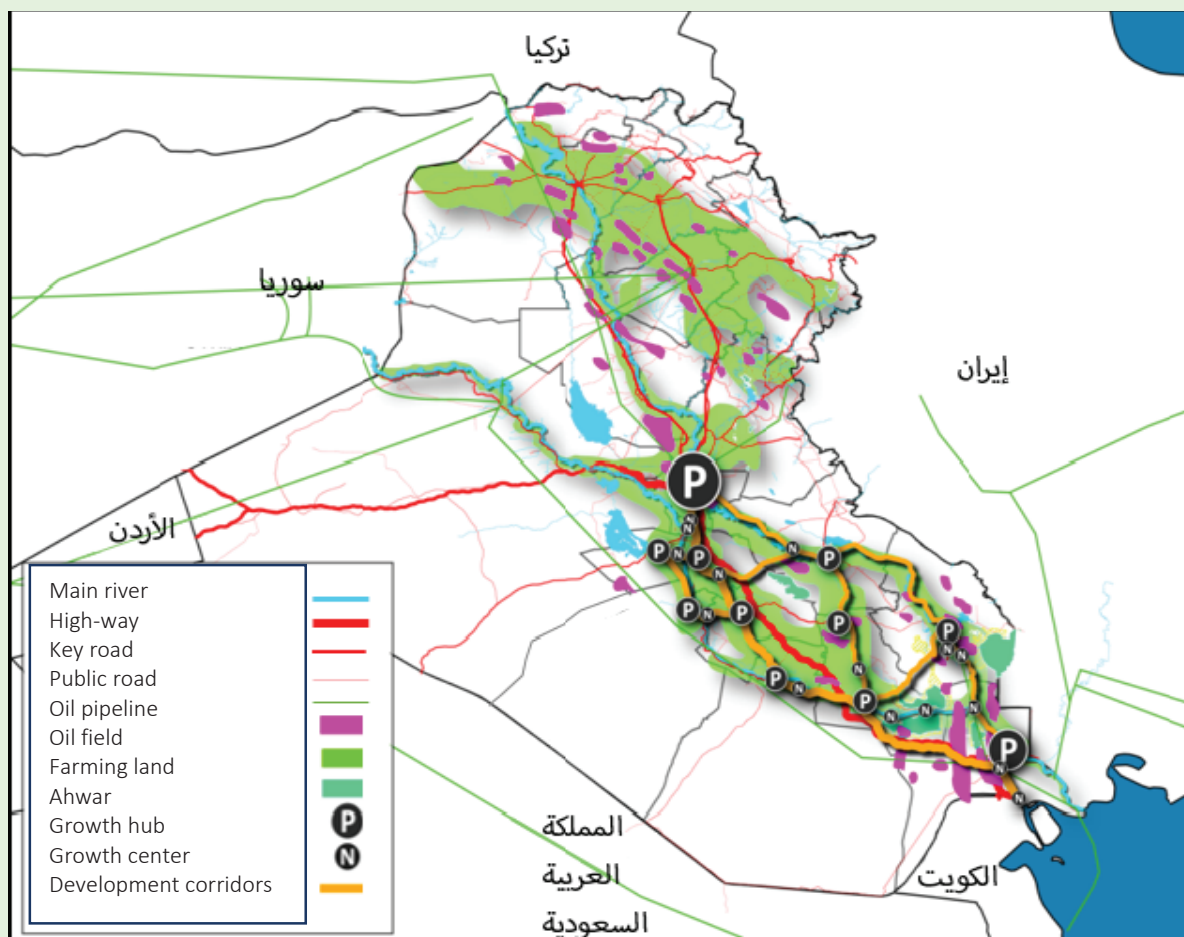 تركيا
سوريا
إيران
الأردن
P
N
N
P
N
P
N
N
P
P
N
P
P
N
P
N
P
N
N
P
N
P
N
N
N
P
N
N
المملكة
العربية
السعودية
الكويت
Main river
High-way
Key road
Public road
Oil pipeline
Oil field
Farming land
Ahwar
Growth hub P
Growth center N
Development corridors